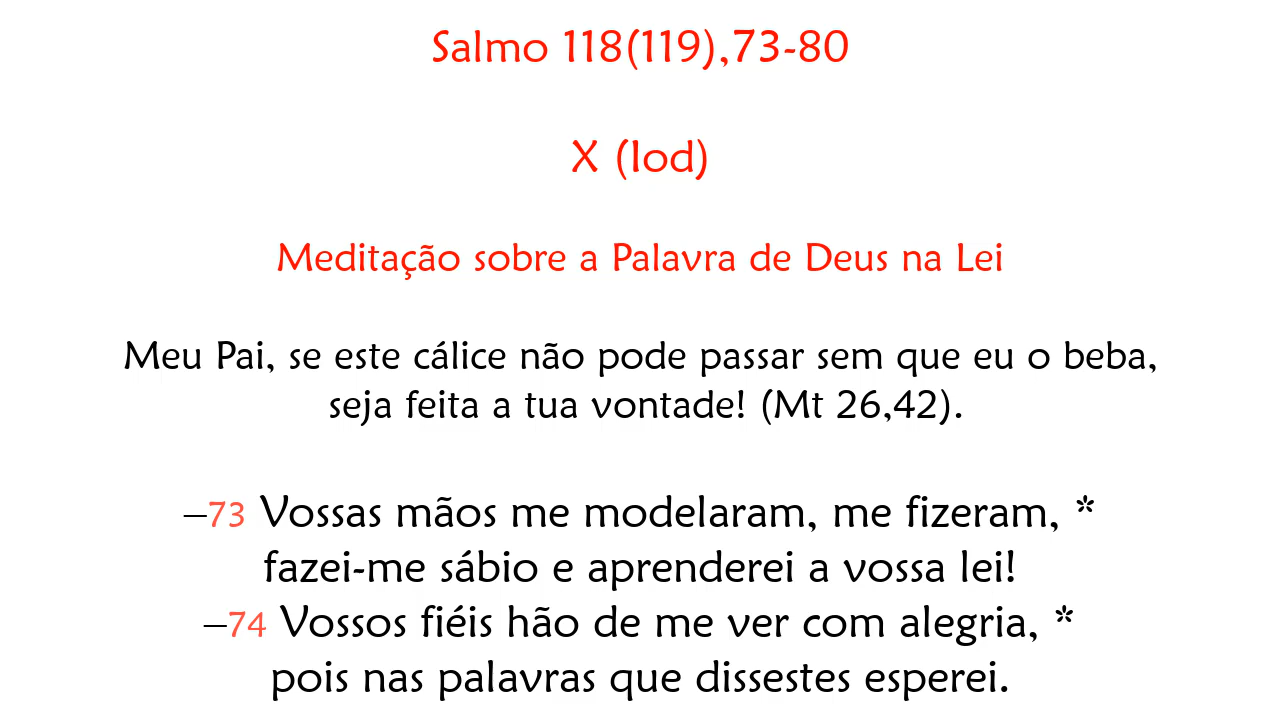 Salmo 118(119),73-80
X (Iod)
Meditação sobre a Palavra de Deus na Lei
Meu Pai, se este cálice não pode passar sem que eu o beba,
seja feita a tua vontade! (Mt 26,42).
–73 Vossas mãos me modelaram, me fizeram, *
fazei-me sábio e aprenderei a vossa lei!
–74 Vossos fiéis hão de me ver com alegria, *
pois nas palavras que dissestes esperei.